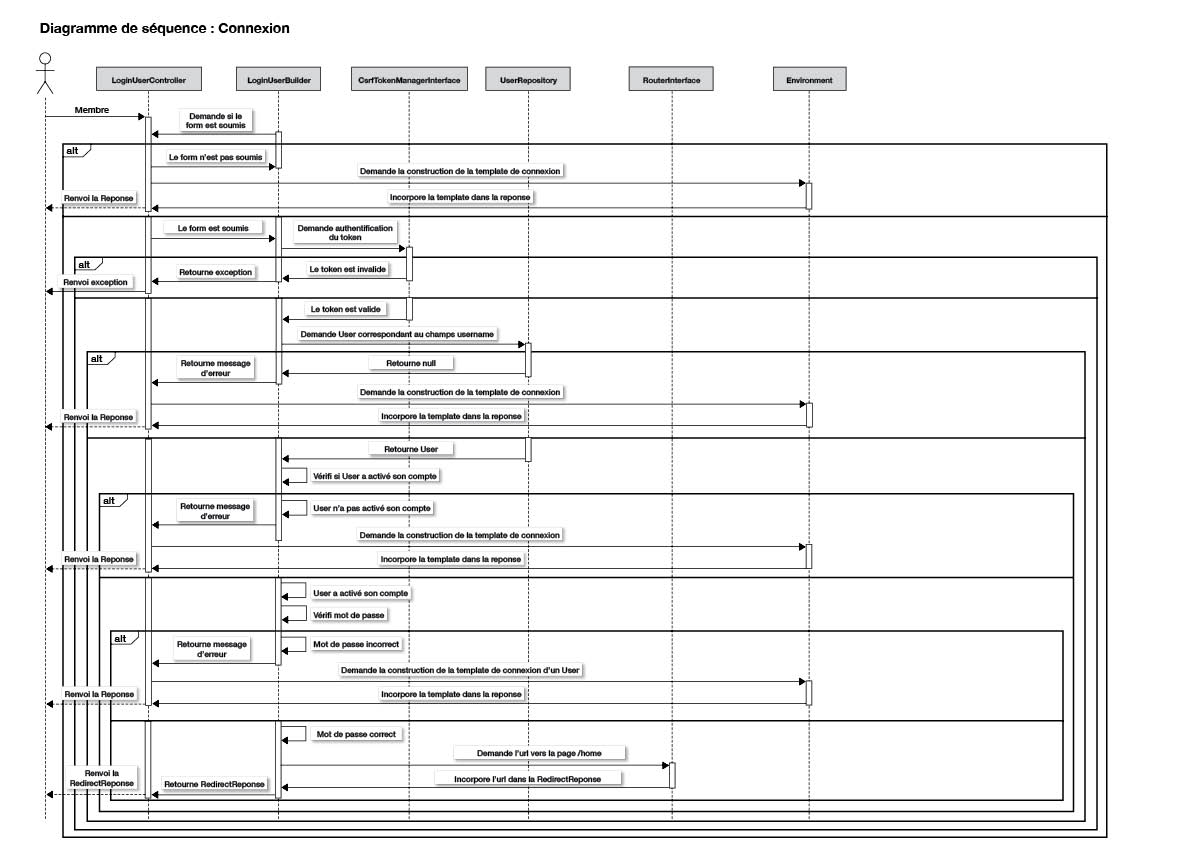 Diagramme de séquence : Connexion
LoginUserController
LoginUserBuilder
CsrfTokenManagerInterface
UserRepository
RouterInterface
Environment
Membre
Demande si le
form est soumis
alt
Le form n'est pas soumis
Demande la construction de la template de connexion
Renvoi la Reponse
Incorpore la template dans la reponse
Le form est soumis
Demande authentification
du token
alt
Retourne exception
Le token est invalide
Renvoi exception
Le token est valide
Demande User correspondant au champs username
alt
Retourne message
d'erreur
Retourne null
Demande la construction de la template de connexion
Renvoi la Reponse
Incorpore la template dans la reponse
Retourne User
Vérifi si User a activé son compte
alt
Retourne message
d'erreur
User n'a pas activé son compte
Demande la construction de la template de connexion
Renvoi la Reponse
Incorpore la template dans la reponse
User a activé son compte
Vérifi mot de passe
alt
Retourne message
d'erreur
Mot de passe incorrect
Demande la construction de la template de connexion d'un User
Renvoi la Reponse
Incorpore la template dans la reponse
Mot de passe correct
Demande l'url vers la page /home
Renvoi la
RedirectReponse
Retourne RedirectReponse
Incorpore l'url dans la RedirectReponse